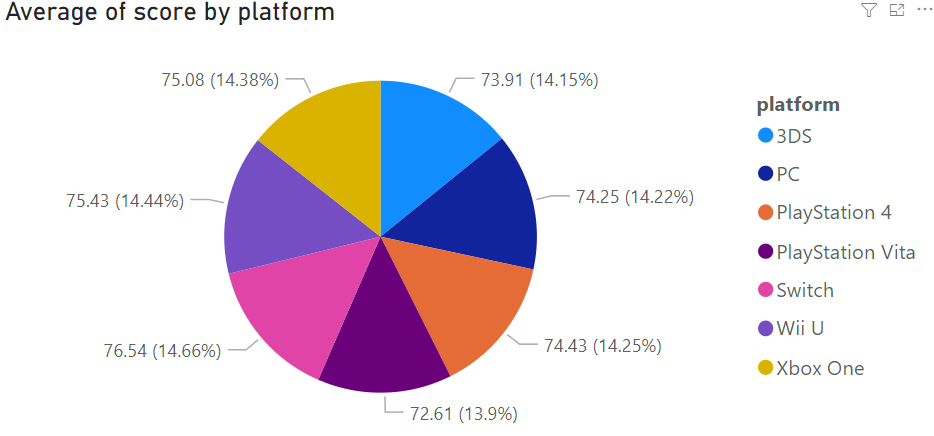 Average of score by platform
75.08 (14.38%)
73.91 (14.15%)
75.43 (14.44%)
74.25 (14.22%)
76.54 (14.66%)
74.43 (14.25%)
72.61 (13.9%)
platform
3DS
PC
PlayStation 4
PlayStation Vita
Switch
Wii U
Xbox One